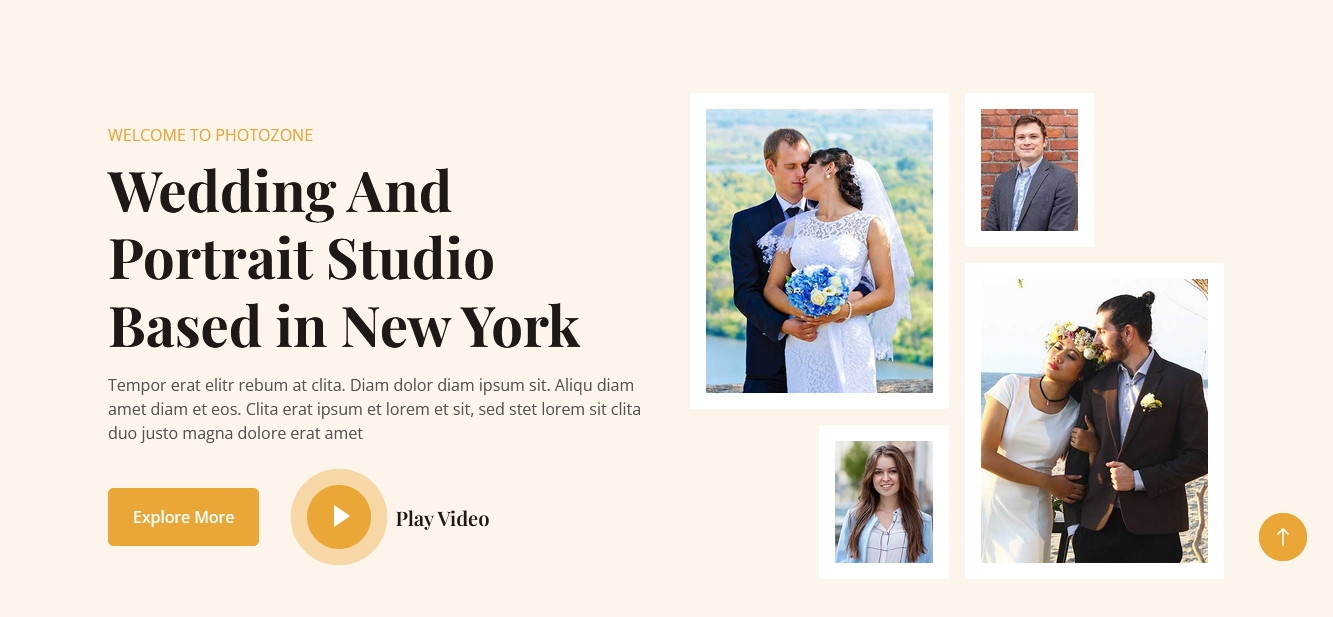 WELCOME TO PHOTOZONE
Wedding And
Portrait Studio
Based in New York
Tempor erat elitr rebum at clita. Diam dolor diam ipsum sit. Aliqu diam
amet diam et eos. Clita erat ipsum et lorem et sit, sed stet lorem sit clita
duo justo magna dolore erat amet
Explore More
Play Video